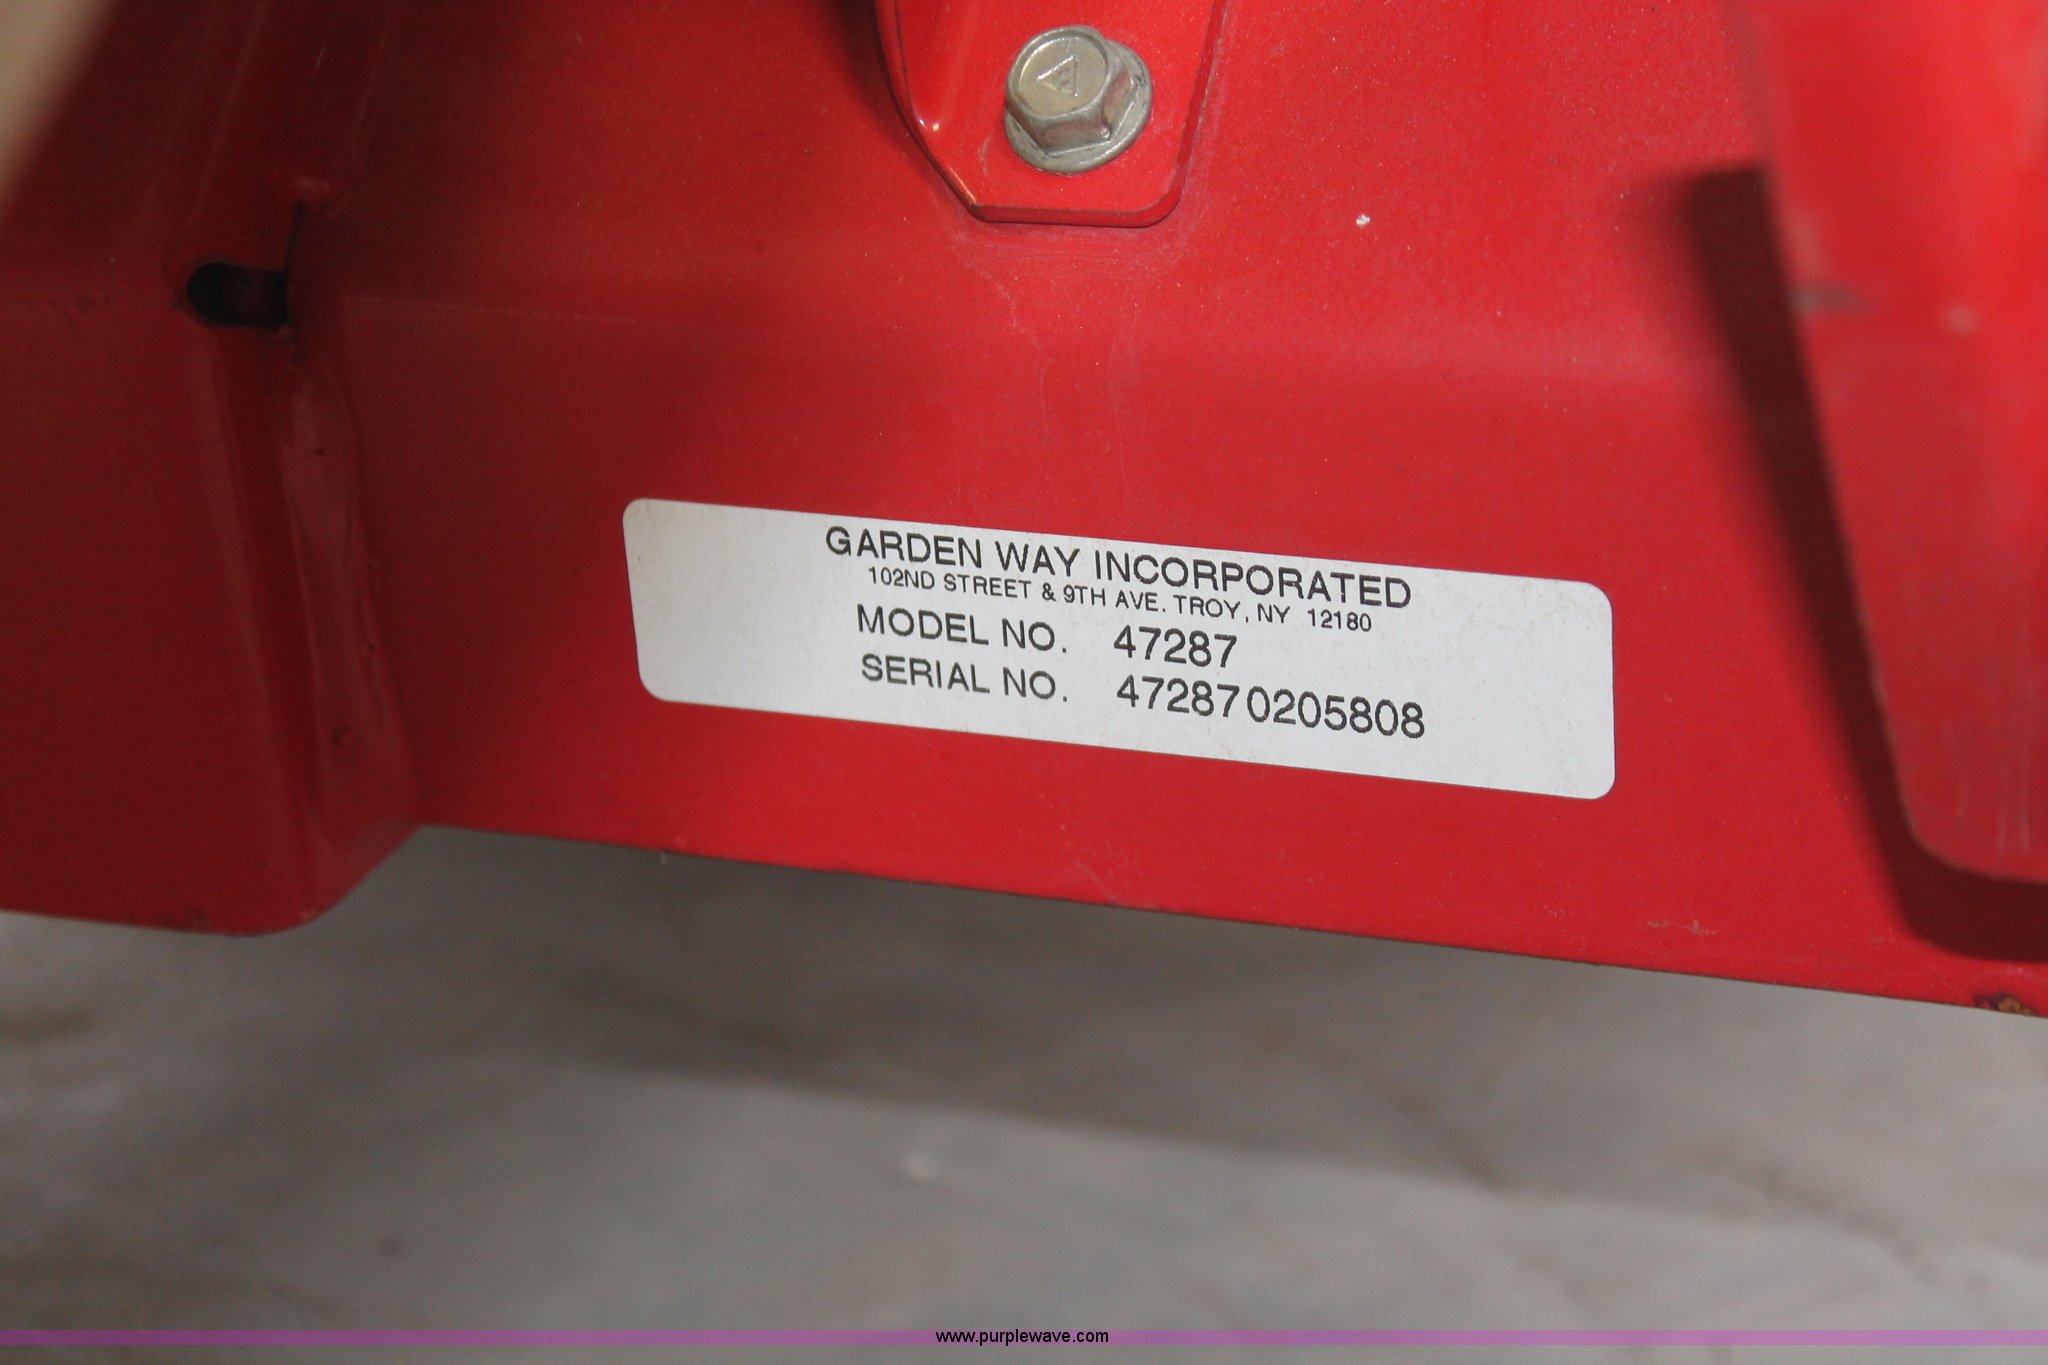 GARDEN WAY INCORPORATED
102ND STREET & 9TH AVE. TROY, NY 12180
MODEL NO. 47287
SERIAL NO. 472870205808
www.purplewave.com